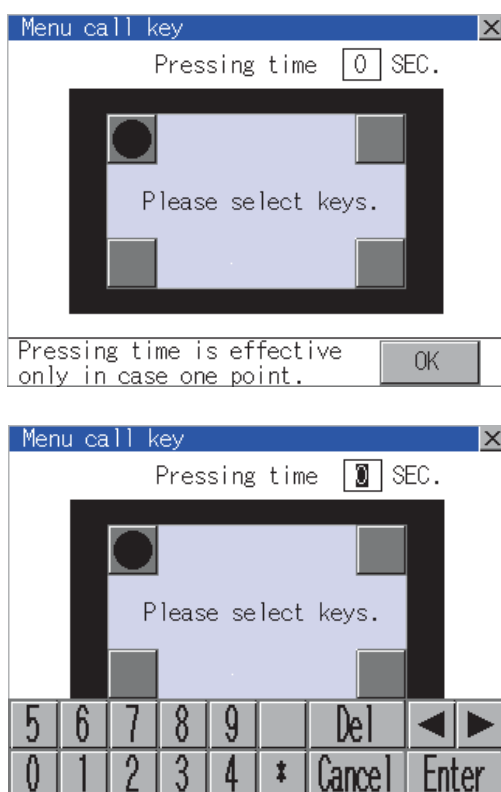 Menu call key
Pressing time 0 SEC.
Please select keys.
Pressing time is effective
only in case one point.
OK
Menu call key
Pressing time 0 SEC.
Please select keys.
5 6 7 8 9 Del ◀ ▶
0 1 2 3 4 * Cancel Enter